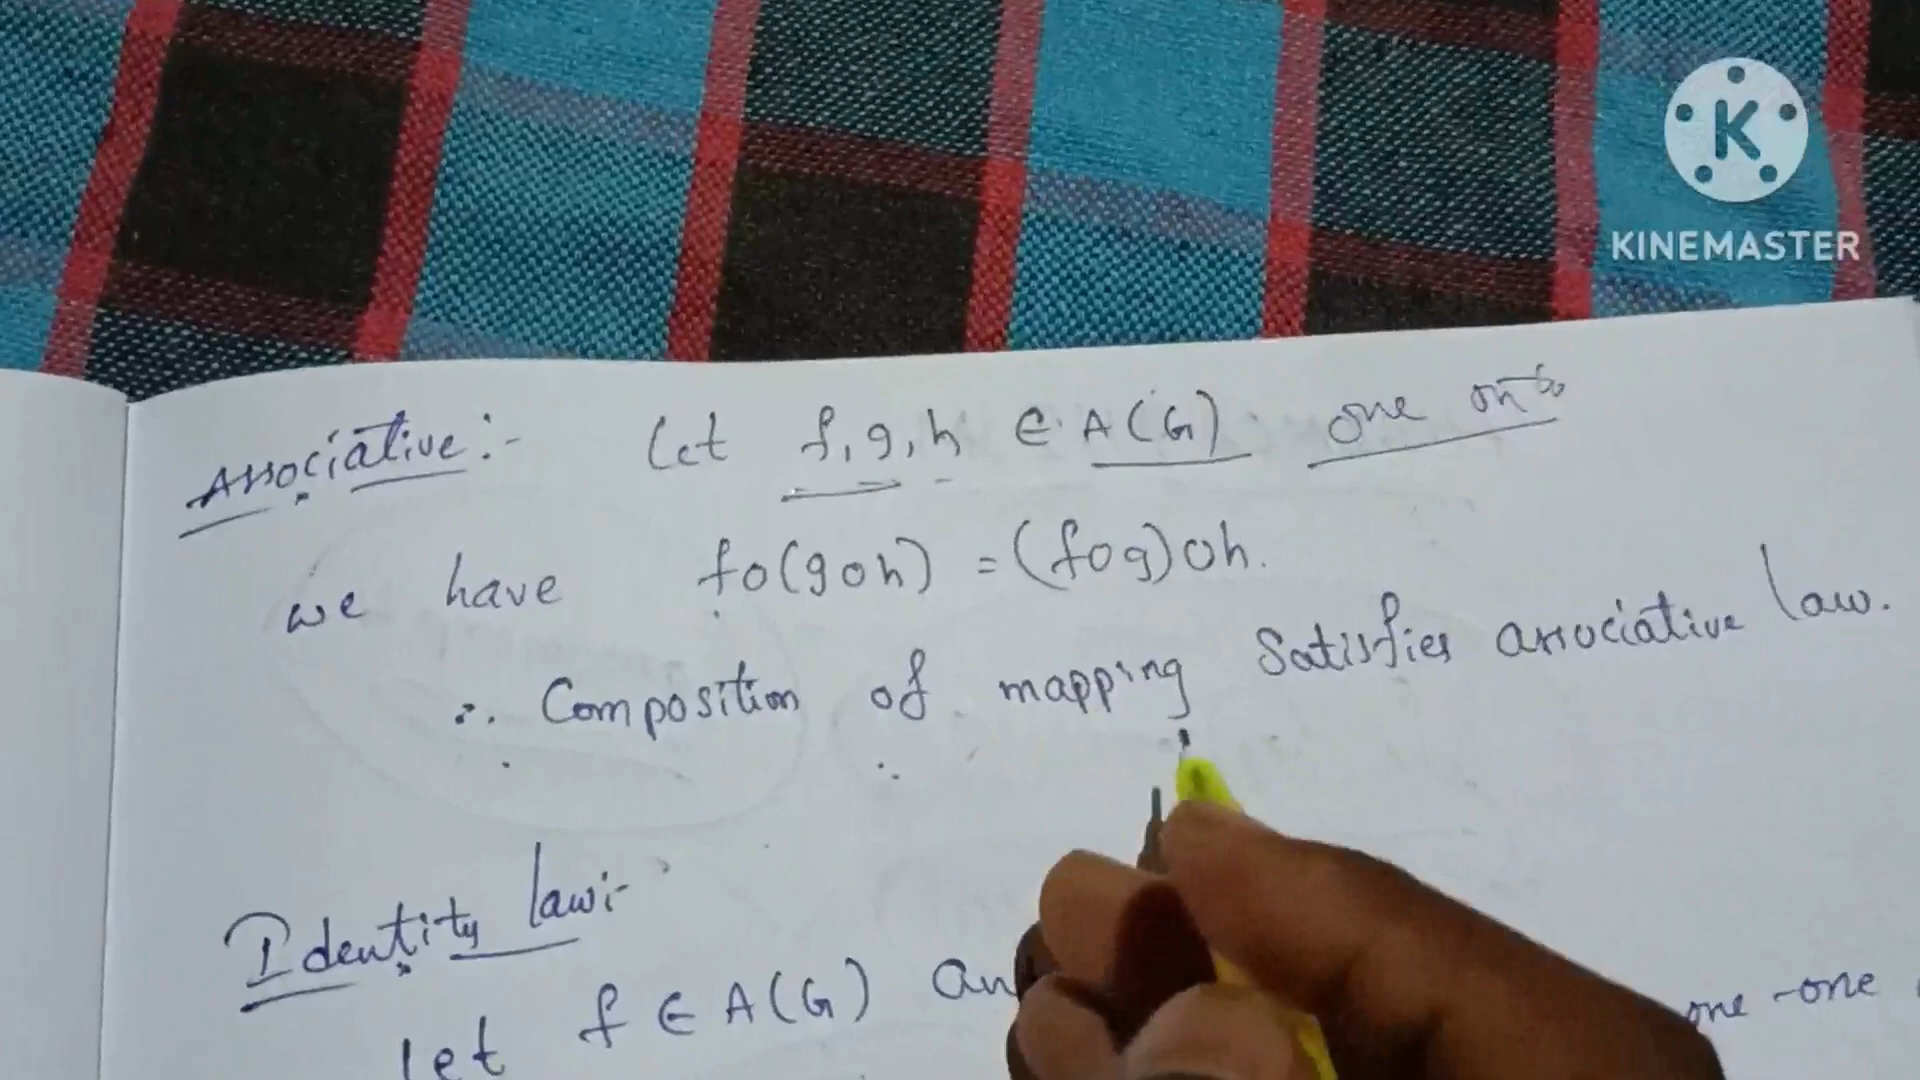 K
KINEMASTER
Associative:- Let f, g, h ∈ A(G) one onto
we have fo(goh) = (fog)oh.
∴ Composition of mapping Satisfies associative law.
Identity law:-
Let f ∈ A(G) one-one